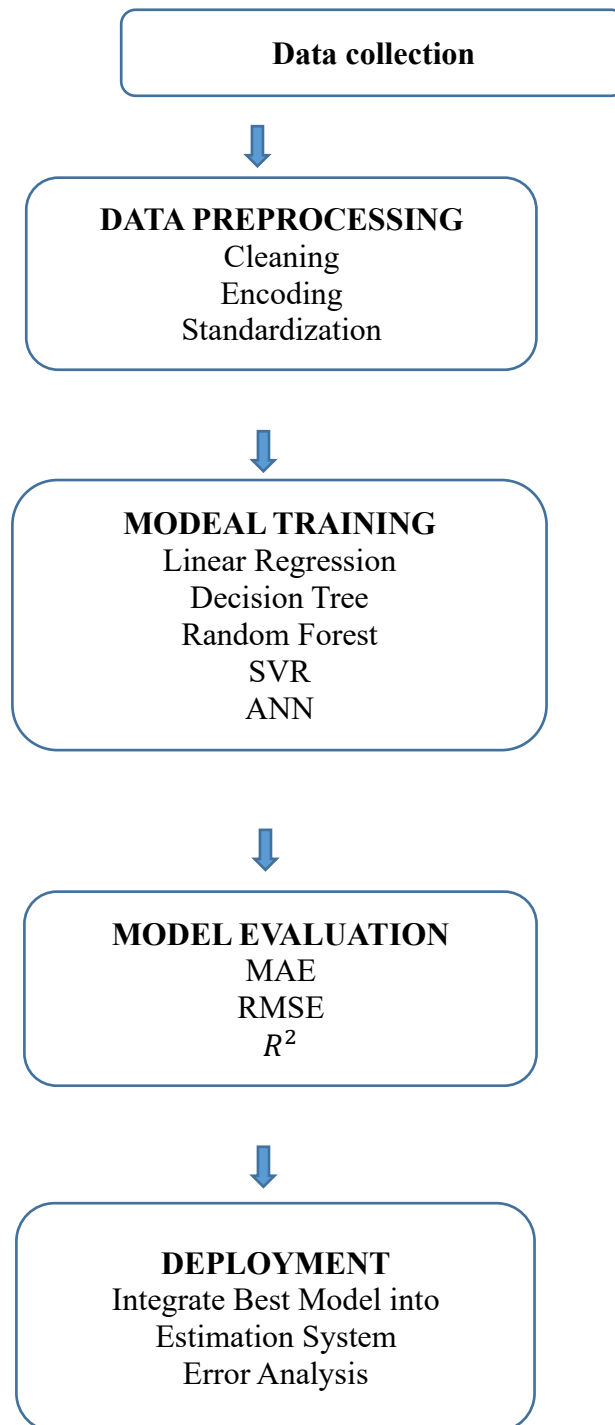 Data collection
DATA PREPROCESSING
Cleaning
Encoding
Standardization
MODEAL TRAINING
Linear Regression
Decision Tree
Random Forest
SVR
ANN
MODEL EVALUATION
MAE
RMSE
R²
DEPLOYMENT
Integrate Best Model into
Estimation System
Error Analysis